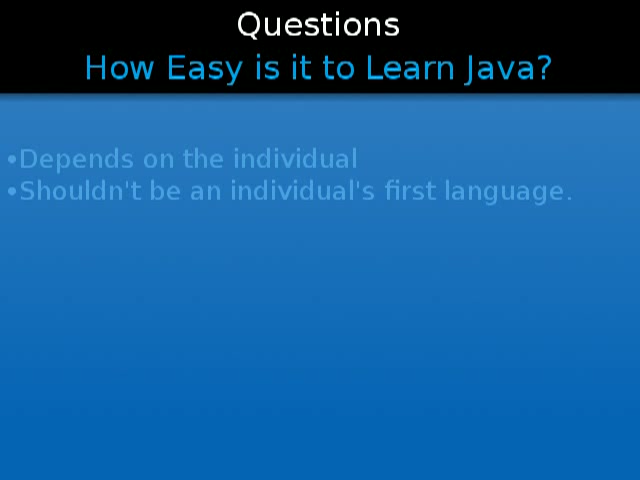 Questions
How Easy is it to Learn Java?
•Depends on the individual
•Shouldn't be an individual's first language.